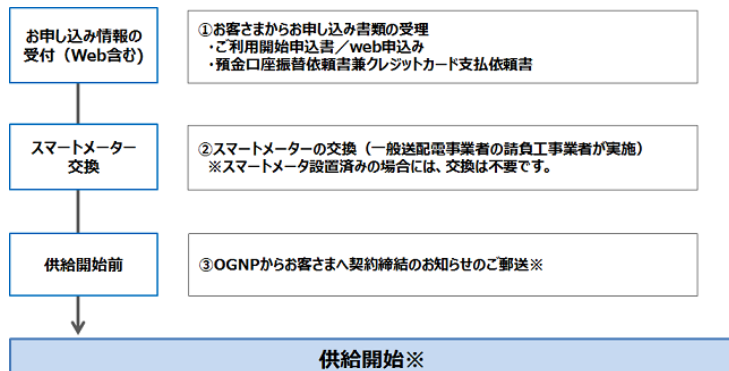 お申し込み情報の
受付（Web含む)
①お客さまからお申し込み書類の受理
・ご利用開始申込書／web申込み
・預金口座振替依頼書兼クレジットカード支払依頼書
スマートメーター
交換
②スマートメーターの交換（一般送配電事業者の請負工事業者が実施）
※スマートメータ設置済みの場合には、交換は不要です。
供給開始前
③OGNPからお客さまへ契約締結のお知らせのご郵送※
供給開始※